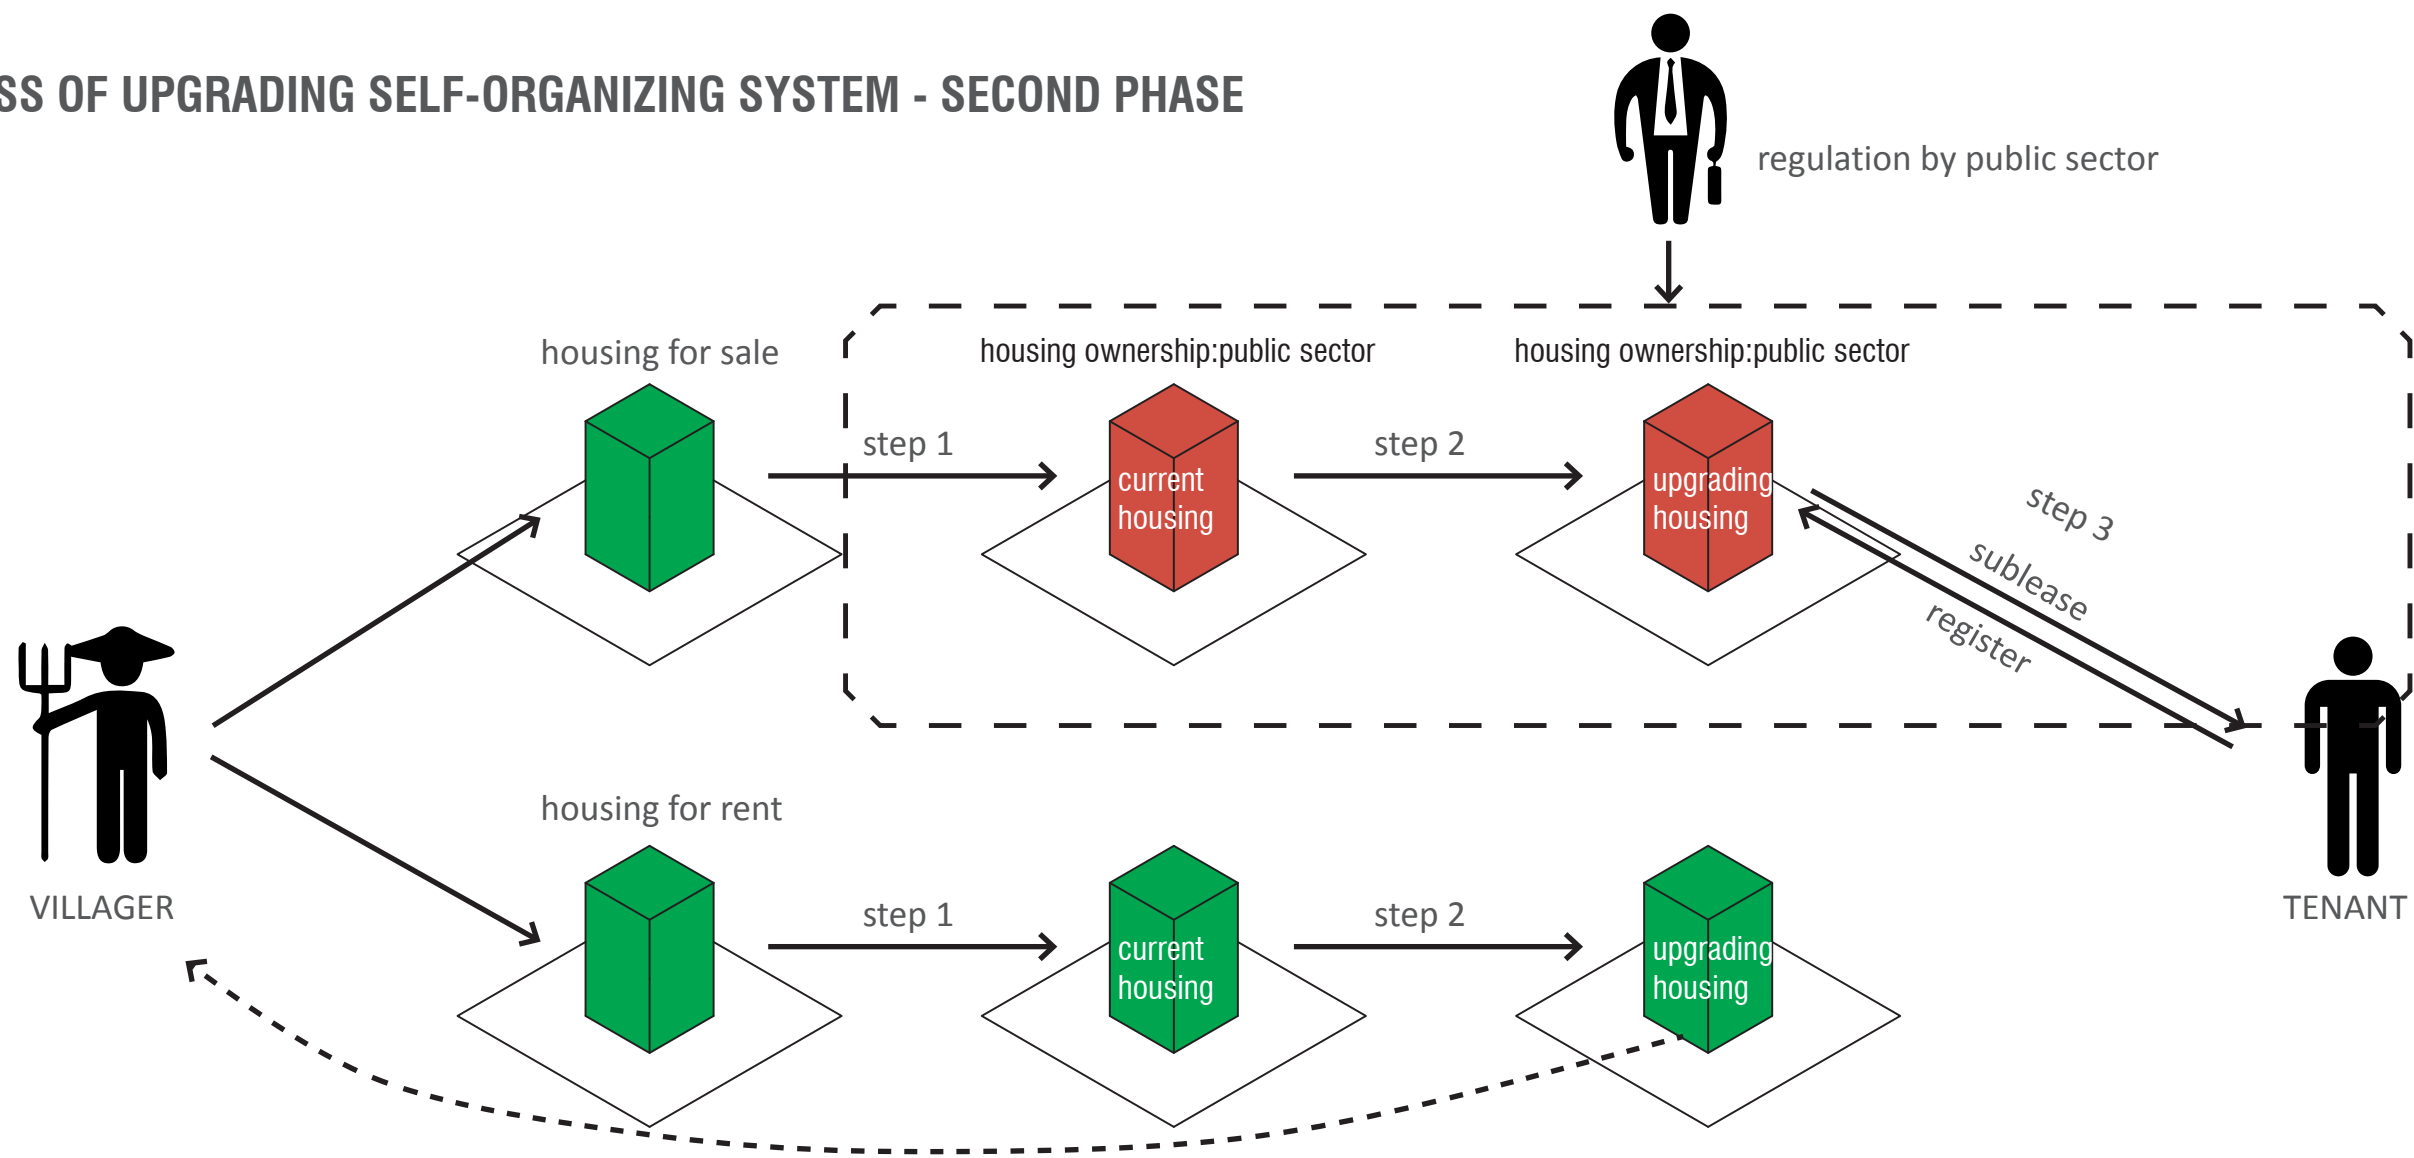 SS OF UPGRADING SELF-ORGANIZING SYSTEM - SECOND PHASE
regulation by public sector
housing for sale
housing ownership:public sector
housing ownership:public sector
step 1
step 2
current
housing
upgrading
housing
step 3
sublease
register
VILLAGER
TENANT
housing for rent
step 1
step 2
current
housing
upgrading
housing